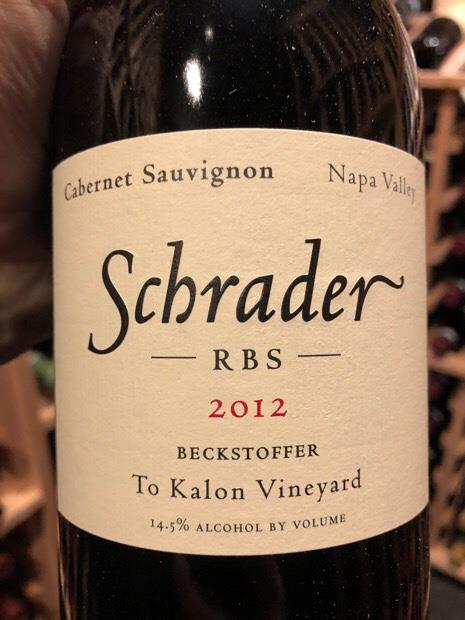 Cabernet Sauvignon Napa Valley
Schrader
— RBS —
2012
BECKSTOFFER
To Kalon Vineyard
14.5% ALCOHOL BY VOLUME